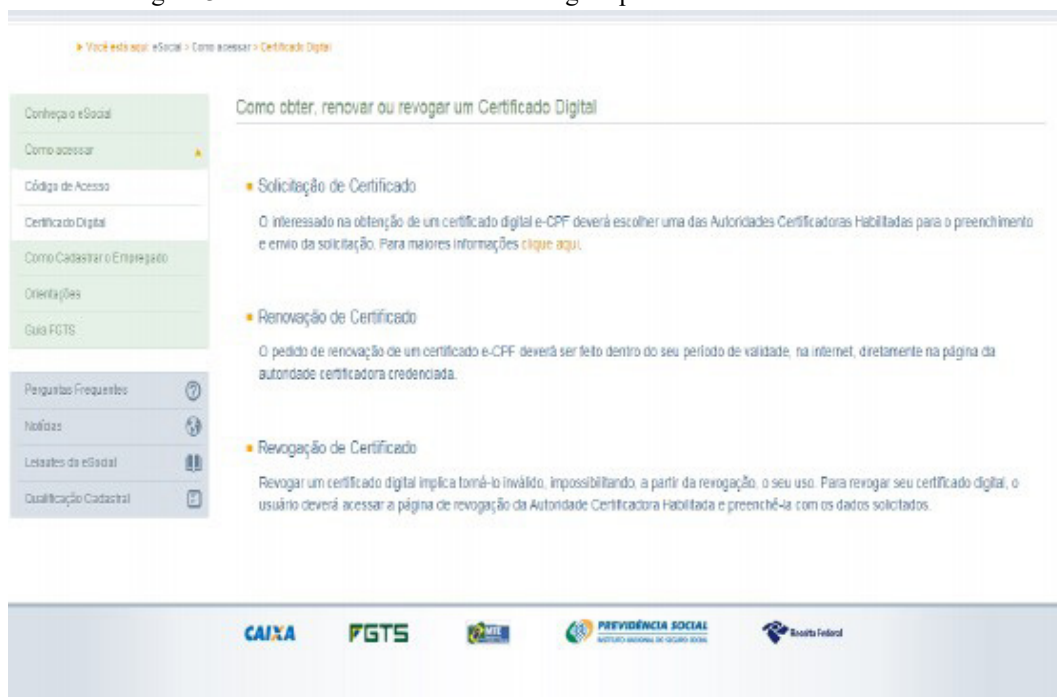 Você está aqui: eSocial > Como acessar > Certificado Digital
Conheça o eSocial
Como acessar
Código de Acesso
Certificado Digital
Como Cadastrar o Empregado
Orientações
Guia FGTS
Perguntas Frequentes
Notícias
Leiautes do eSocial
Qualificação Cadastral
Como obter, renovar ou revogar um Certificado Digital
Solicitação de Certificado
O interessado na obtenção de um certificado digital e-CPF deverá escolher uma das Autoridades Certificadoras Habilitadas para o preenchimento
e envio da solicitação. Para maiores informações clique aqui.
Renovação de Certificado
O pedido de renovação de um certificado e-CPF deverá ser feito dentro do seu período de validade, na internet, diretamente na página da
autoridade certificadora credenciada.
Revogação de Certificado
Revogar um certificado digital implica torná-lo inválido, impossibilitando, a partir da revogação, o seu uso. Para revogar seu certificado digital, o
usuário deverá acessar a página de revogação da Autoridade Certificadora Habilitada e preenchê-la com os dados solicitados.
CAIXA
FGTS
MTE
PREVIDÊNCIA SOCIAL
INSTITUTO NACIONAL DO SEGURO SOCIAL
Receita Federal